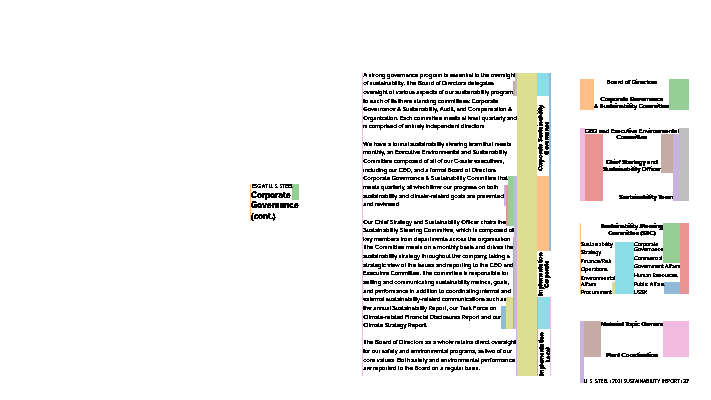 ESG AT U. S. STEEL
Corporate
Governance
(cont.)
A strong governance program is essential to the oversight
of sustainability. The Board of Directors delegates
oversight of various aspects of our sustainability program
to each of its three standing committees: Corporate
Governance & Sustainability, Audit, and Compensation &
Organization. Each committee meets at least quarterly and
is comprised of entirely independent directors.
We have a formal sustainability steering team that meets
monthly, an Executive Environmental and Sustainability
Committee composed of all of our C-suite executives,
including our CEO, and a formal Board of Directors
Corporate Governance & Sustainability Committee that
meets quarterly, at which time our progress on both
sustainability and climate-related goals are presented
and reviewed.
Our Chief Strategy and Sustainability Officer chairs the
Sustainability Steering Committee, which is composed of
key members from departments across the organization.
The Committee meets on a monthly basis and drives the
sustainability strategy throughout the company, taking a
strategic view of the issues and reporting to the CEO and
Executive Committee. The committee is responsible for
setting and communicating sustainability metrics, goals,
and performance in addition to coordinating internal and
external sustainability-related communications such as
the annual Sustainability Report, our Task Force on
Climate-related Financial Disclosures Report and our
Climate Strategy Report.
The Board of Directors as a whole retains direct oversight
for our safety and environmental programs, as two of our
core values. Both safety and environmental performance
are reported to the Board on a regular basis.
Corporate Sustainability
Governance
Implementation
Corporate
Implementation
Local
Board of Directors
Corporate Governance
& Sustainability Committee
CEO and Executive Environmental
Committee
Chief Strategy and
Sustainability Officer
Sustainability Team
Sustainability Steering
Committee (SSC)
Sustainability
Strategy
Finance/Risk
Operations
Environmental
Affairs
Procurement
Corporate
Governance
Commercial
Government Affairs
Human Resources
Public Affairs
USSK
Material Topic Owners
Plant Coordination
U. S. STEEL | 2021 SUSTAINABILITY REPORT | 27